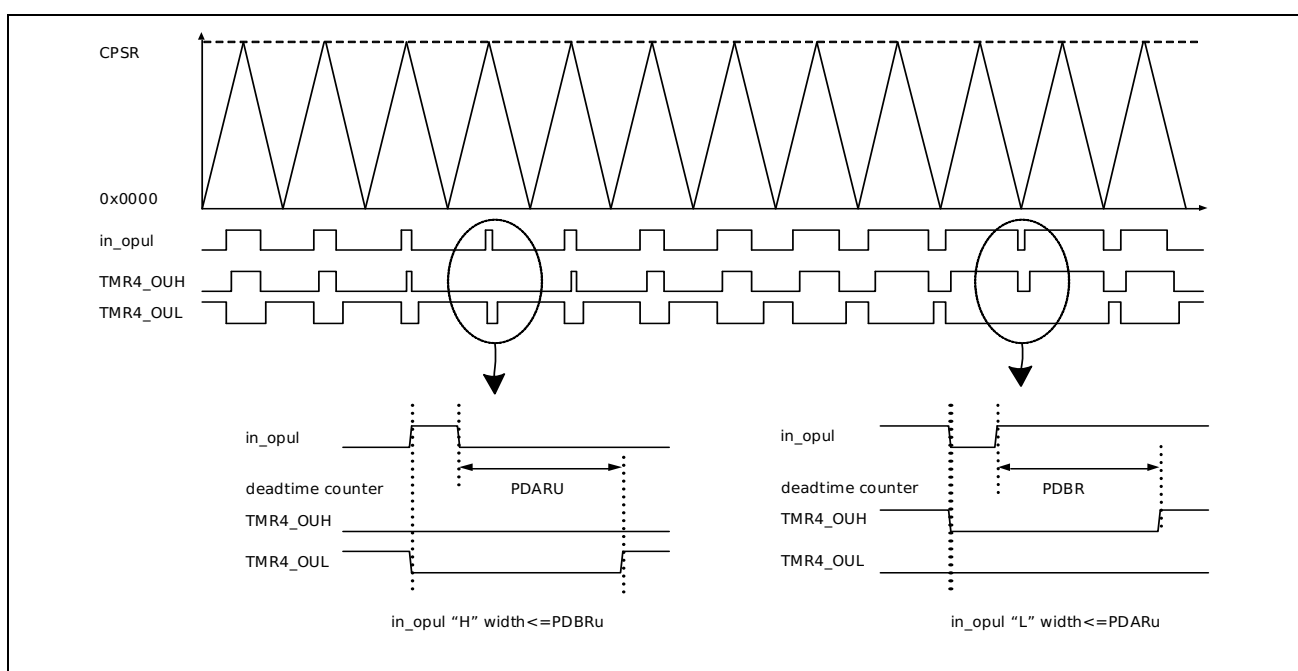 CPSR
0x0000
in_opul
TMR4_OUH
TMR4_OUL
in_opul
deadtime counter
PDARU
TMR4_OUH
TMR4_OUL
in_opul “H” width<=PDBRu
in_opul
deadtime counter
PDBR
TMR4_OUH
TMR4_OUL
in_opul “L” width<=PDARu